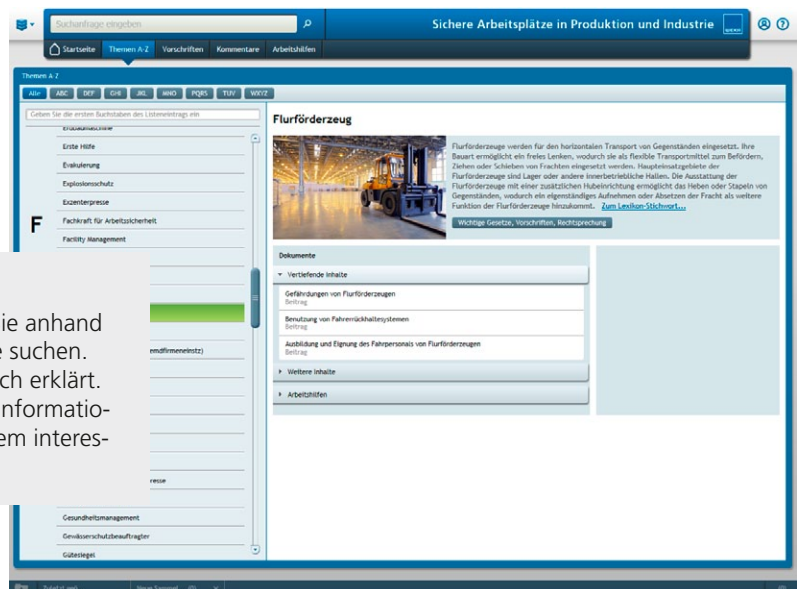 Suchanfrage eingeben
Sichere Arbeitsplätze in Produktion und Industrie
Startseite Themen A-Z Vorschriften Kommentare Arbeitshilfen
Themen A-Z
Alle ABC DEF GHI JKL MNO PQRS TUV WXYZ
Geben Sie die ersten Buchstaben des Listeneintrags ein
Erdbaumaschine
Erste Hilfe
Evakuierung
Explosionsschutz
Exzenterpresse
F
Fachkraft für Arbeitssicherheit
Facility Management
emdfirmeneinstz)
resse
Gesundheitsmanagement
Gewässerschutzbeauftragter
Gütesiegel
ie anhand
e suchen.
ch erklärt.
nformatio-
em interes-
Flurförderzeug
Flurförderzeuge werden für den horizontalen Transport von Gegenständen eingesetzt. Ihre
Bauart ermöglicht ein freies Lenken, wodurch sie als flexible Transportmittel zum Befördern,
Ziehen oder Schieben von Frachten eingesetzt werden. Haupteinsatzgebiete der
Flurförderzeuge sind Lager oder andere innerbetriebliche Hallen. Die Ausstattung der
Flurförderzeuge mit einer zusätzlichen Hubeinrichtung ermöglicht das Heben oder Stapeln von
Gegenständen, wodurch ein eigenständiges Aufnehmen oder Absetzen der Fracht als weitere
Funktion der Flurförderzeuge hinzukommt. Zum Lexikon-Stichwort...
Wichtige Gesetze, Vorschriften, Rechtsprechung
Dokumente
Vertiefende Inhalte
Gefährdungen von Flurförderzeugen
Beitrag
Benutzung von Fahrerrückhaltesystemen
Beitrag
Ausbildung und Eignung des Fahrpersonals von Flurförderzeugen
Beitrag
Weitere Inhalte
Arbeitshilfen